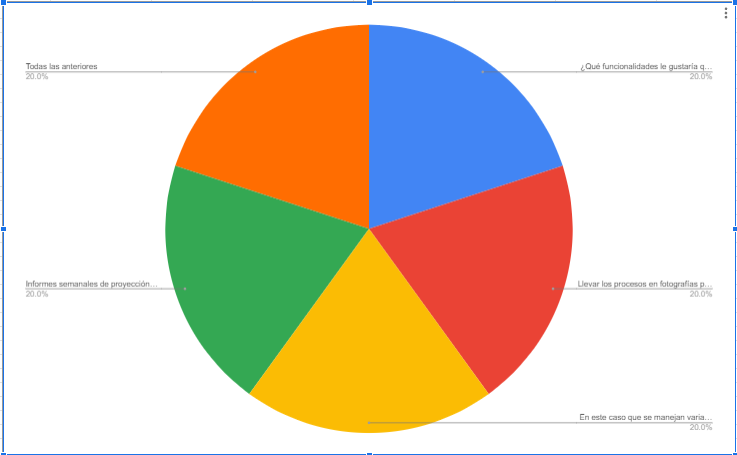 Todas las anteriores
20.0%
¿Qué funcionalidades le gustaría q...
20.0%
Informes semanales de proyección...
20.0%
Llevar los procesos en fotografías p...
20.0%
En este caso que se manejan varia...
20.0%